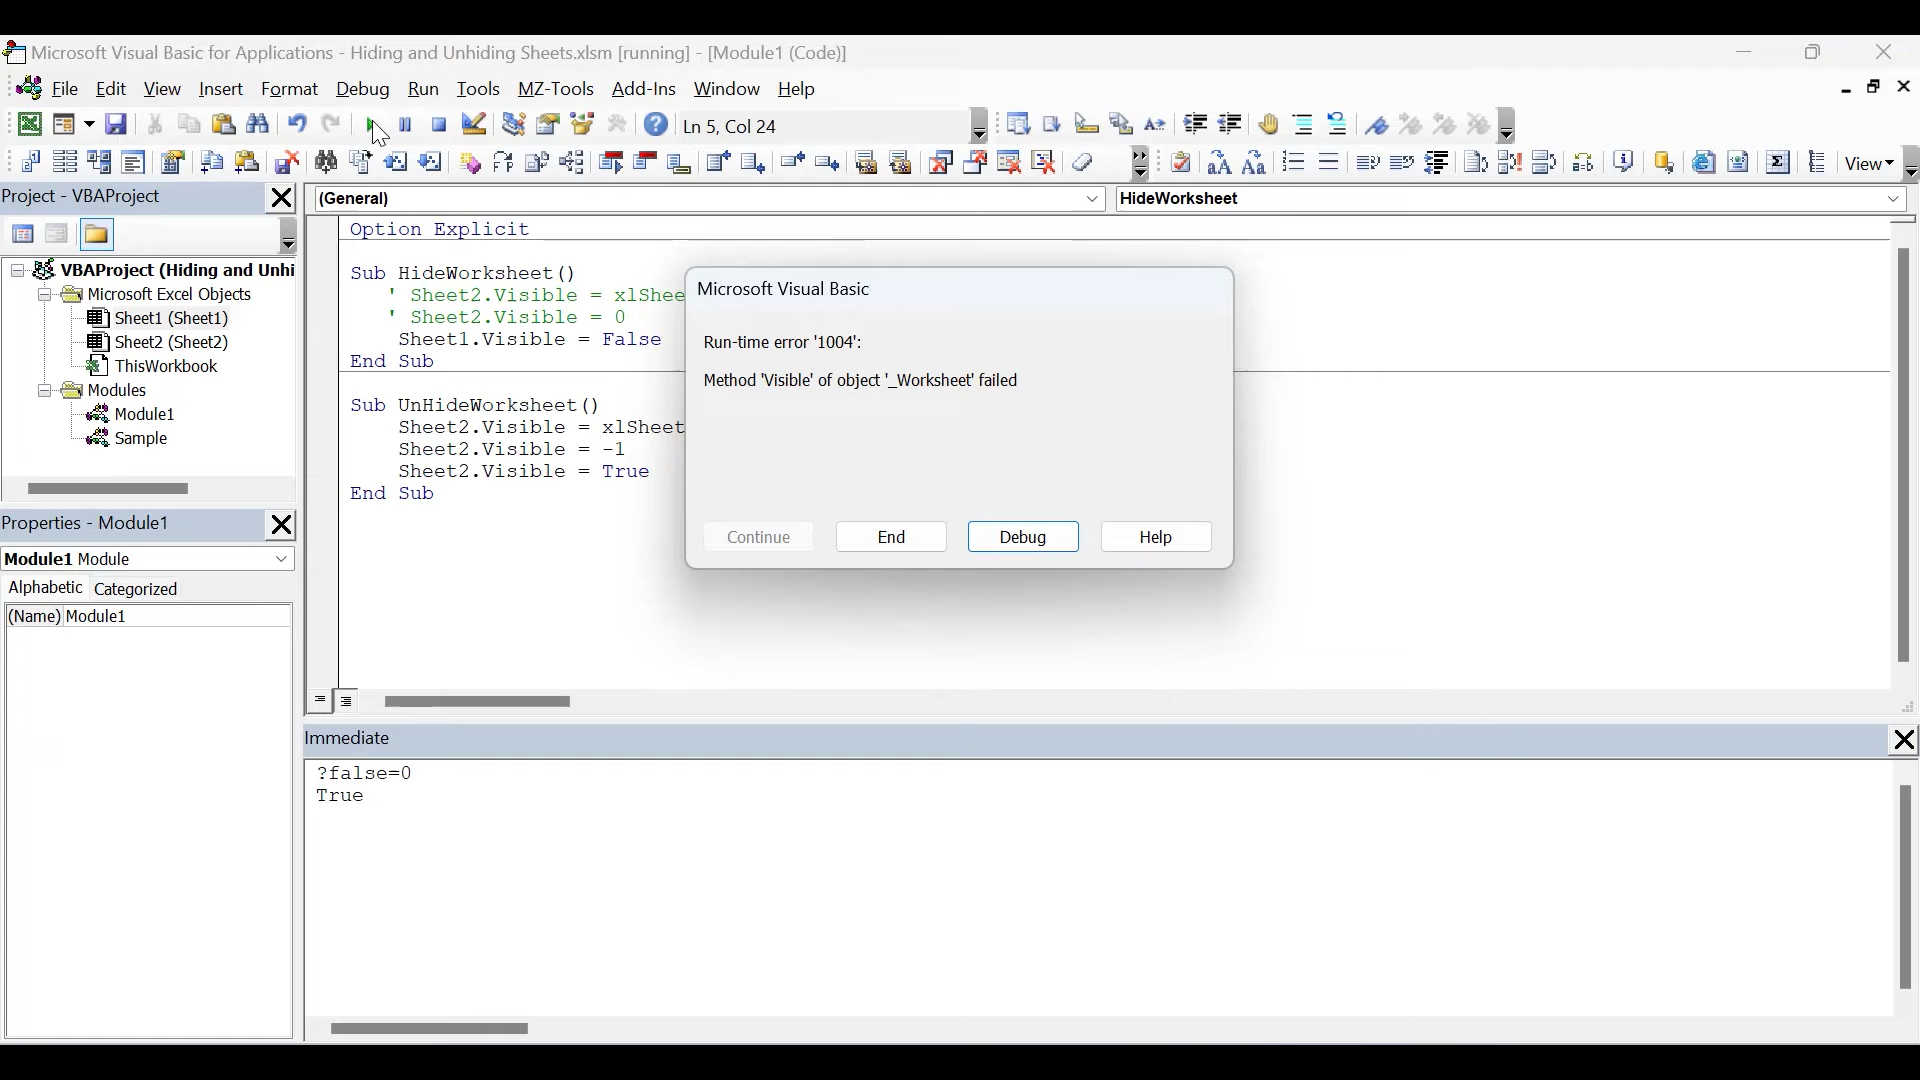 Microsoft Visual Basic for Applications - Hiding and Unhiding Sheets.xlsm [running] - [Module1 (Code)]
File Edit View Insert Format Debug Run Tools MZ-Tools Add-Ins Window Help
Ln 5, Col 24
View
Project - VBAProject
(General)
HideWorksheet
VBAProject (Hiding and Unhi
Microsoft Excel Objects
Sheet1 (Sheet1)
Sheet2 (Sheet2)
ThisWorkbook
Modules
Module1
Sample
Properties - Module1
Module1 Module
Alphabetic Categorized
(Name) Module1
Option Explicit
Sub HideWorksheet()
' Sheet2.Visible = xlShee
' Sheet2.Visible = 0
Sheet1.Visible = False
End Sub
Sub UnHideWorksheet()
Sheet2.Visible = xlSheet
Sheet2.Visible = -1
Sheet2.Visible = True
End Sub
Microsoft Visual Basic
Run-time error '1004':
Method 'Visible' of object '_Worksheet' failed
Continue End Debug Help
Immediate
?false=0
True